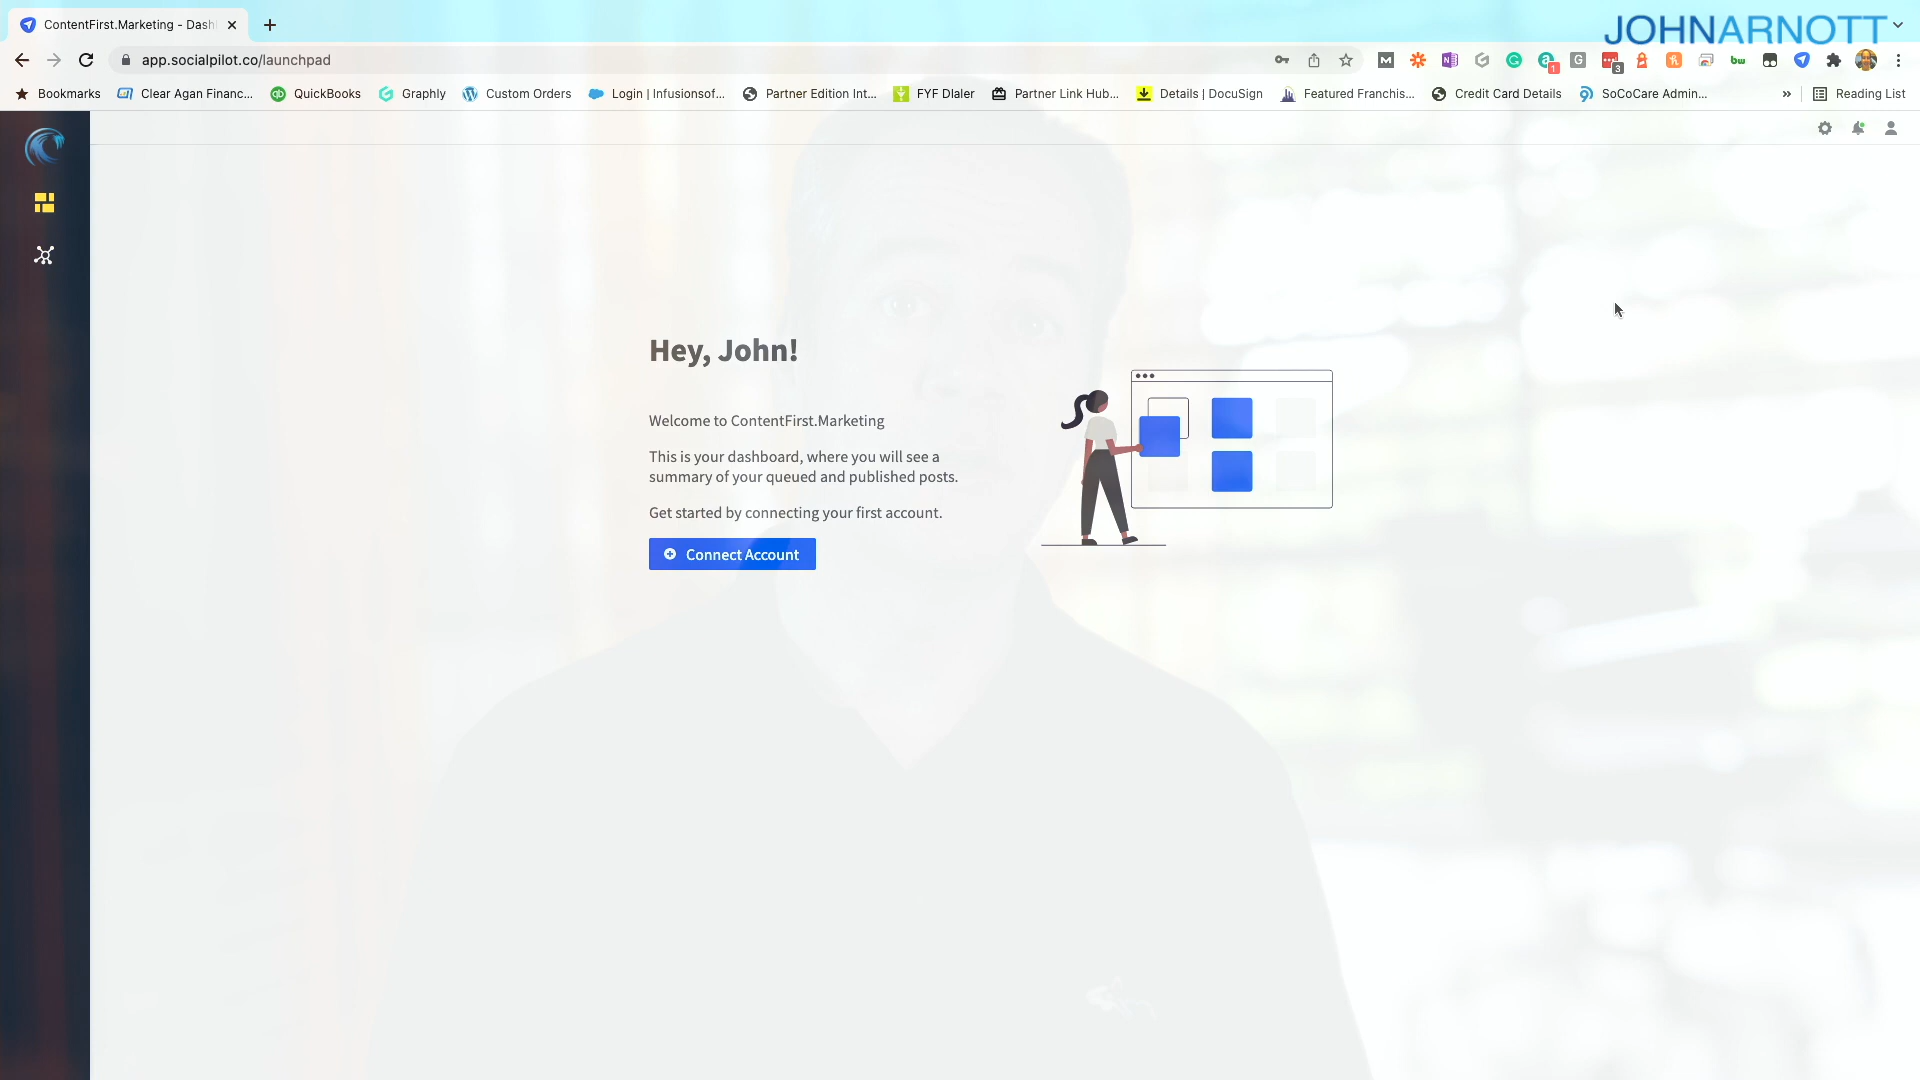 ContentFirst.Marketing - Dash
JOHNARNOTT
app.socialpilot.co/launchpad
1
3
Bookmarks
Clear Agan Financ...
QuickBooks
Graphly
Custom Orders
Login | Infusionsof...
Partner Edition Int...
FYF DIaler
Partner Link Hub...
Details | DocuSign
Featured Franchis...
Credit Card Details
SoCoCare Admin...
»
Reading List
Hey, John!
Welcome to ContentFirst.Marketing
This is your dashboard, where you will see a
summary of your queued and published posts.
Get started by connecting your first account.
Connect Account